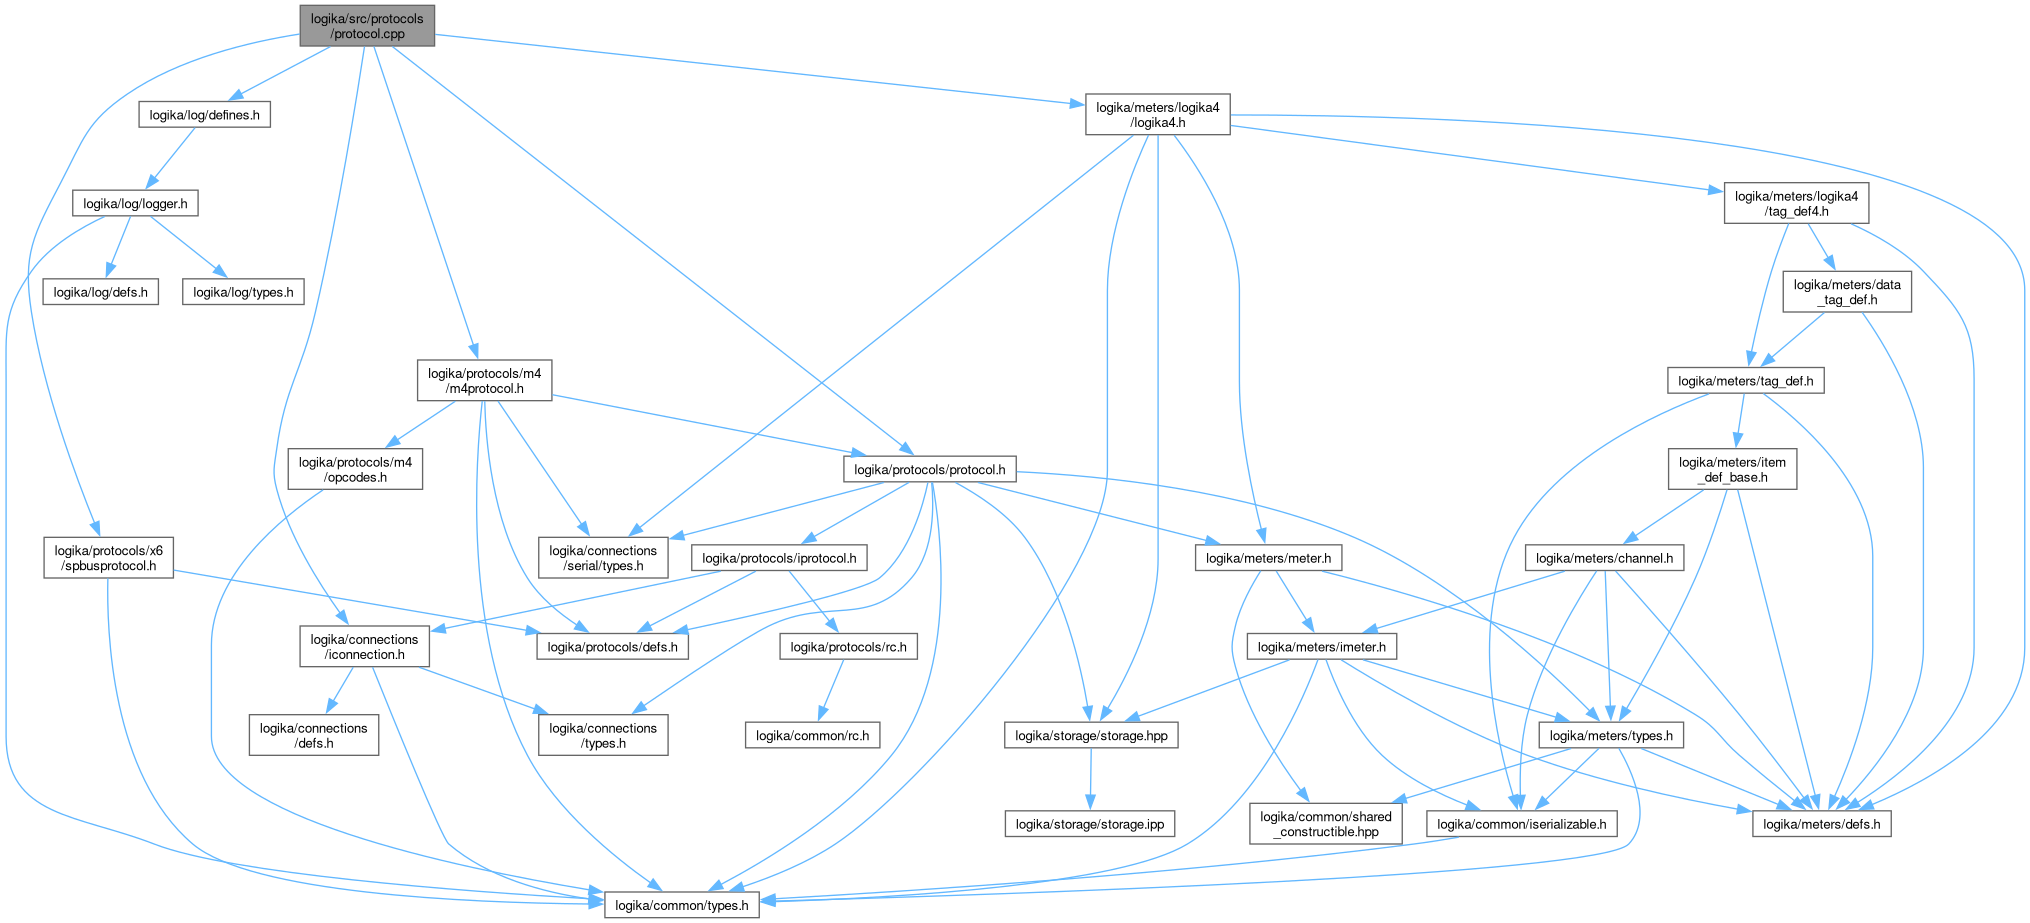 logika/src/protocols
/protocol.cpp
logika/log/defines.h
logika/meters/logika4
/logika4.h
logika/log/logger.h
logika/meters/logika4
/tag_def4.h
logika/log/defs.h
logika/log/types.h
logika/meters/data
_tag_def.h
logika/protocols/m4
/m4protocol.h
logika/meters/tag_def.h
logika/protocols/m4
/opcodes.h
logika/protocols/protocol.h
logika/meters/item
_def_base.h
logika/protocols/x6
/spbusprotocol.h
logika/connections
/serial/types.h
logika/protocols/iprotocol.h
logika/meters/meter.h
logika/meters/channel.h
logika/connections
/iconnection.h
logika/protocols/defs.h
logika/protocols/rc.h
logika/meters/imeter.h
logika/connections
/defs.h
logika/connections
/types.h
logika/common/rc.h
logika/storage/storage.hpp
logika/meters/types.h
logika/storage/storage.ipp
logika/common/shared
_constructible.hpp
logika/common/iserializable.h
logika/meters/defs.h
logika/common/types.h